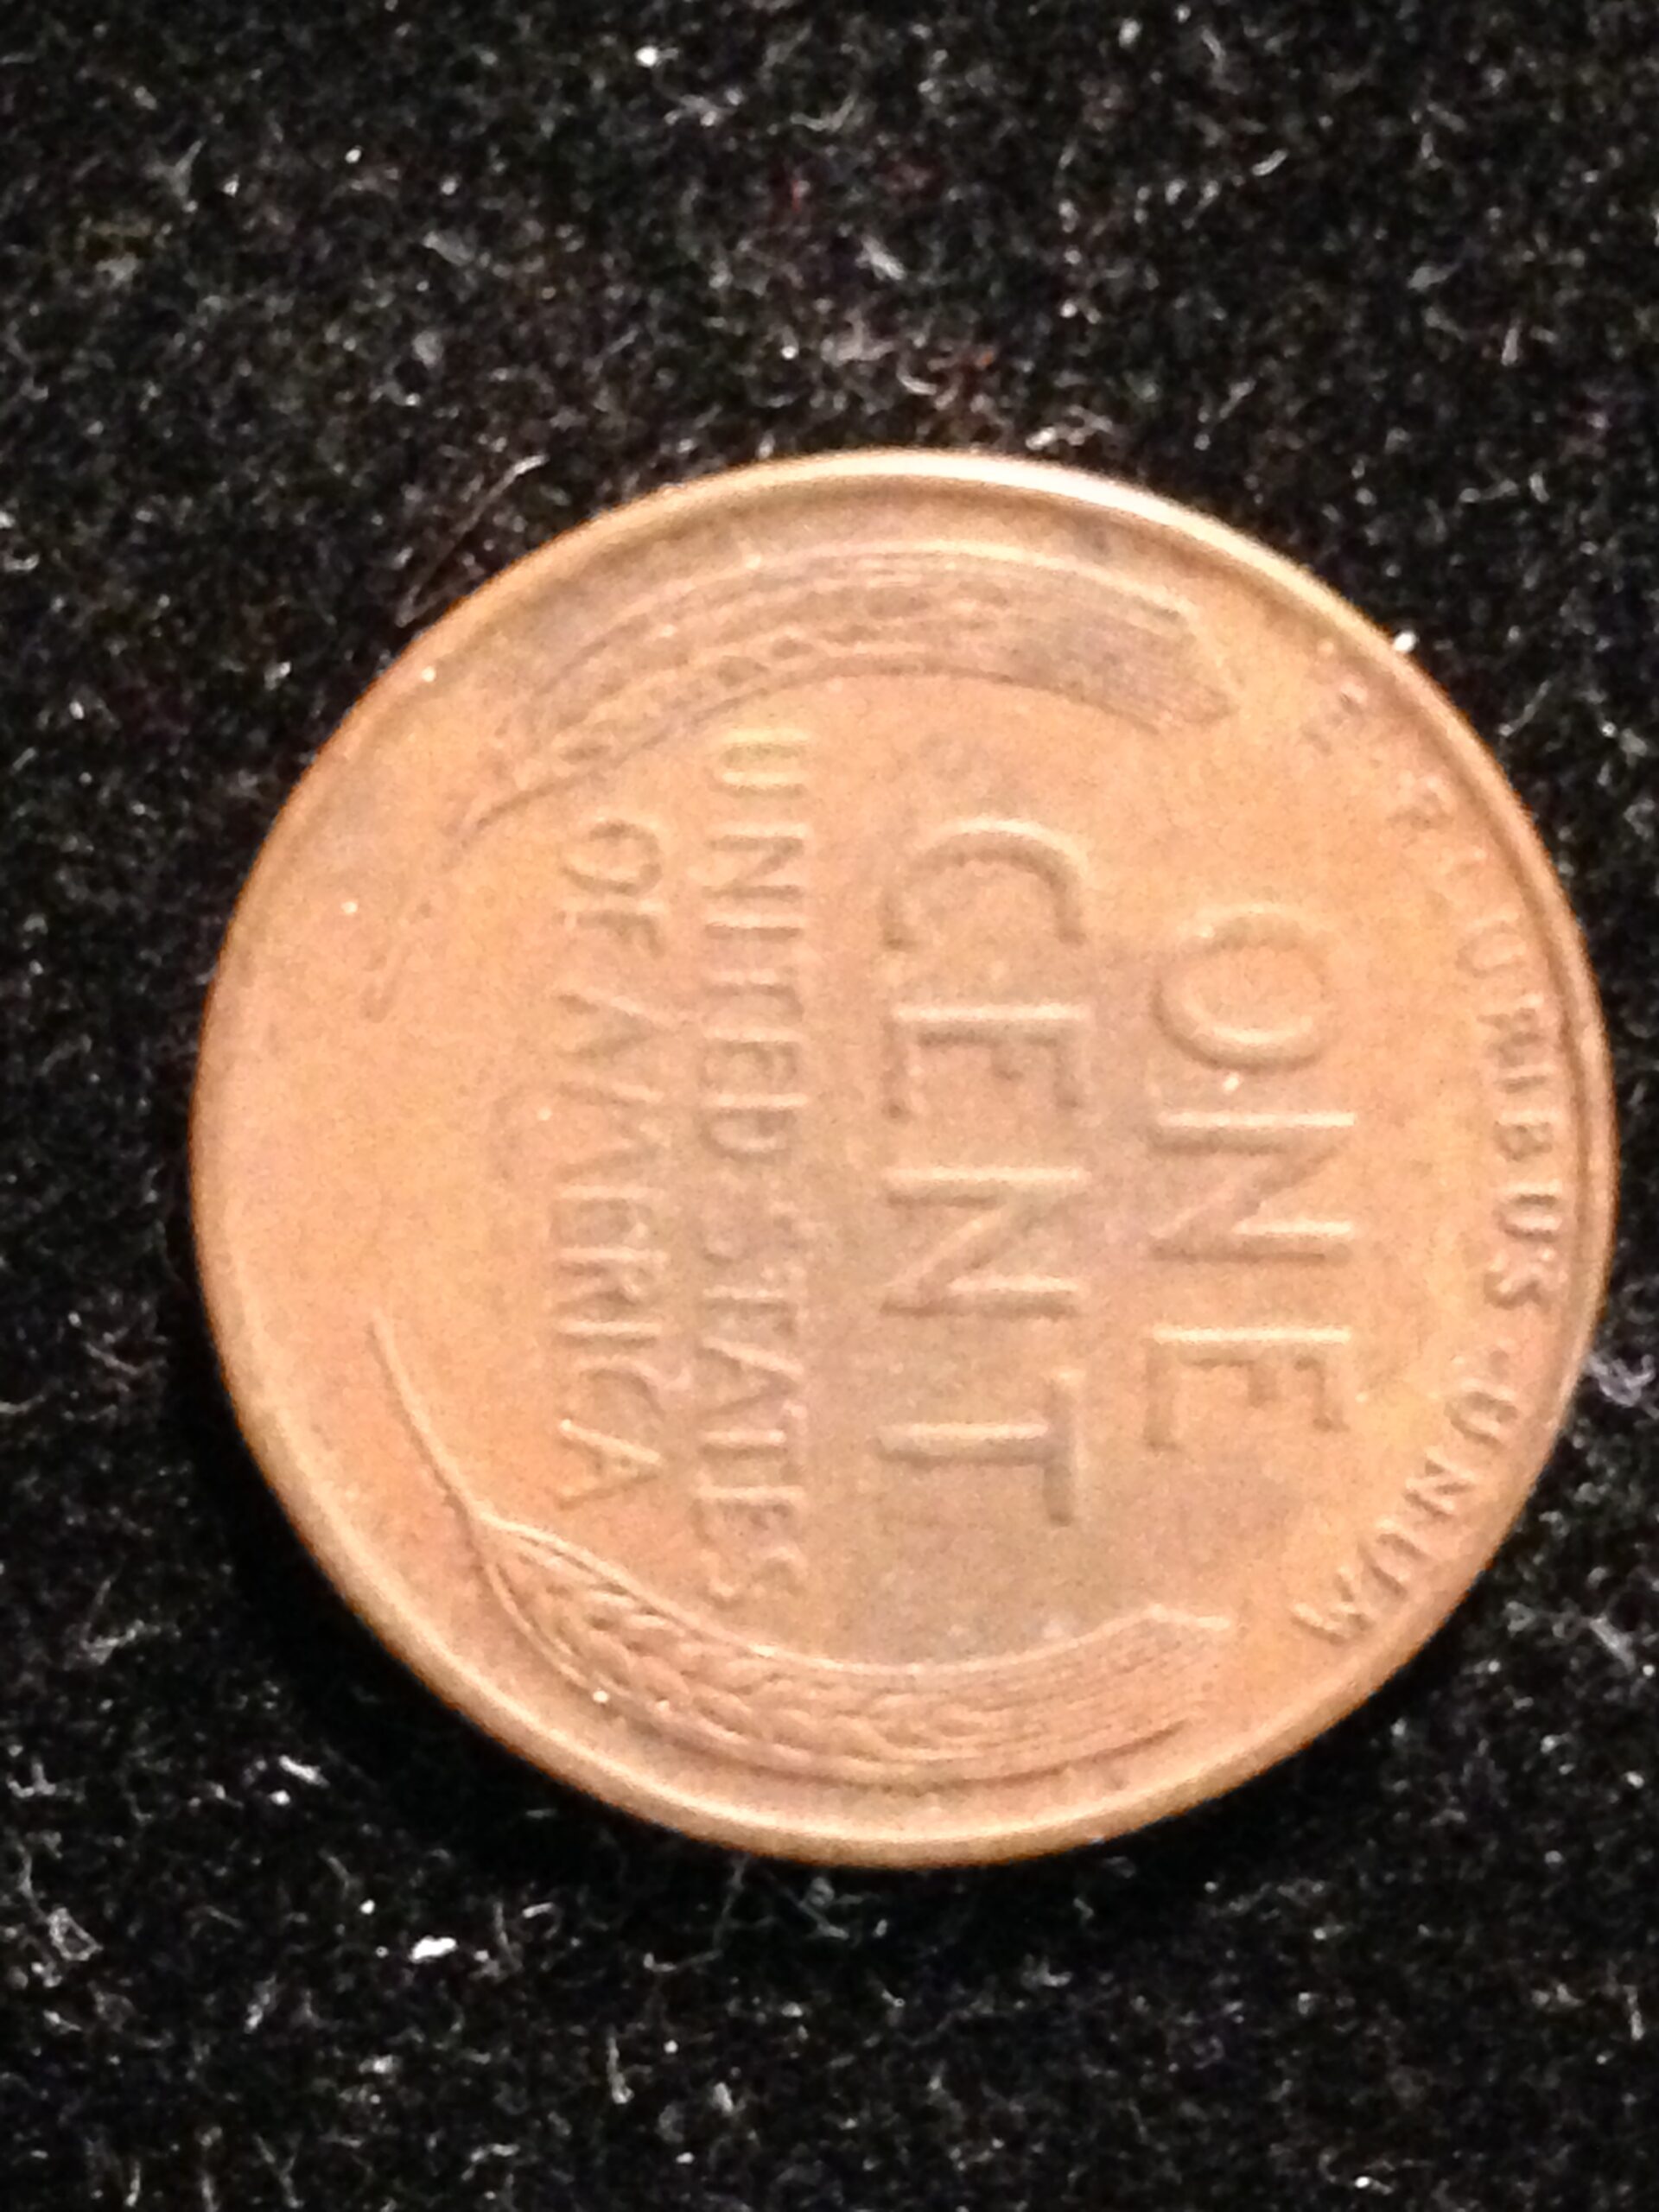 E·PLURIBUS·UNUM
ONE
CENT
UNITED STATES
OF AMERICA